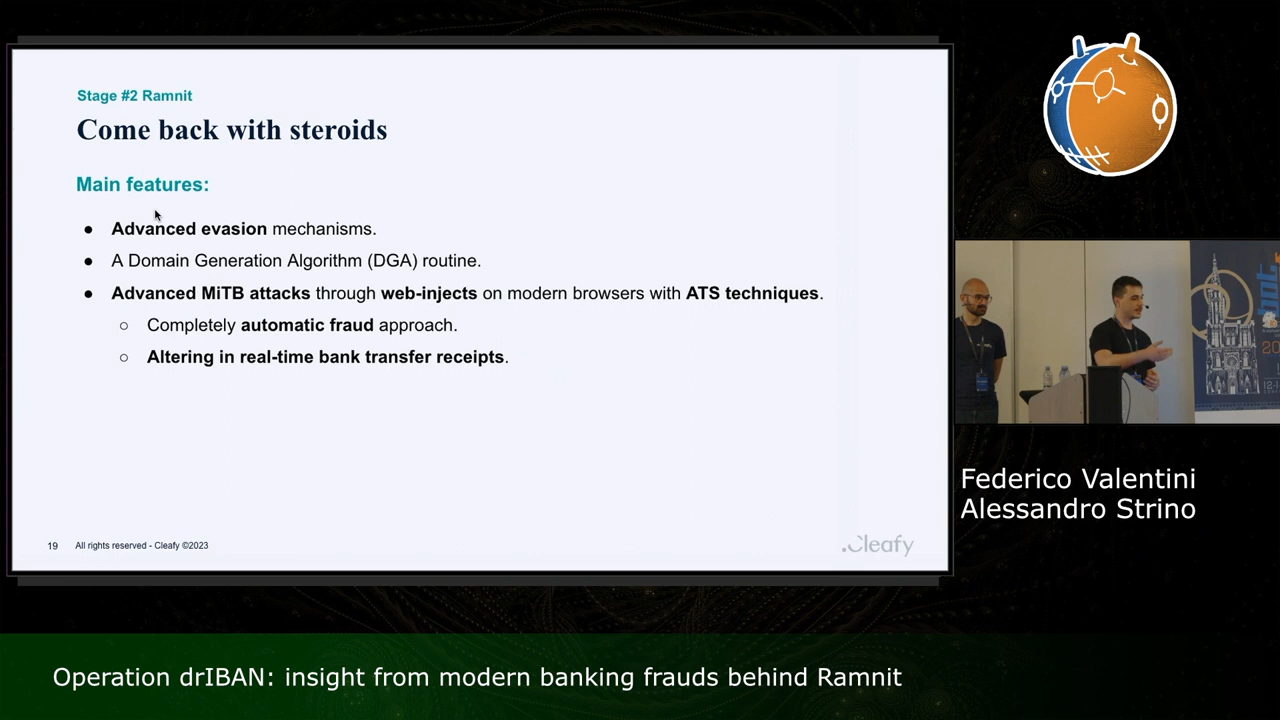 Stage #2 Ramnit
Come back with steroids
Main features:
● Advanced evasion mechanisms.
● A Domain Generation Algorithm (DGA) routine.
● Advanced MiTB attacks through web-injects on modern browsers with ATS techniques.
○ Completely automatic fraud approach.
○ Altering in real-time bank transfer receipts.
19 All rights reserved - Cleafy ©2023
.Cleafy
Federico Valentini
Alessandro Strino
Operation drIBAN: insight from modern banking frauds behind Ramnit